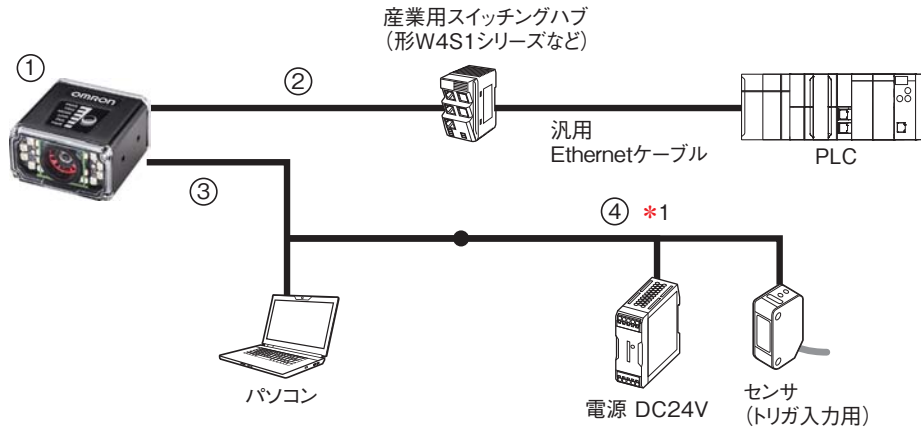 産業用スイッチングハブ
（形W4S1シリーズなど）
①
OMRON
②
汎用
Ethernetケーブル
PLC
③
④ *1
パソコン
電源 DC24V
センサ
（トリガ入力用）